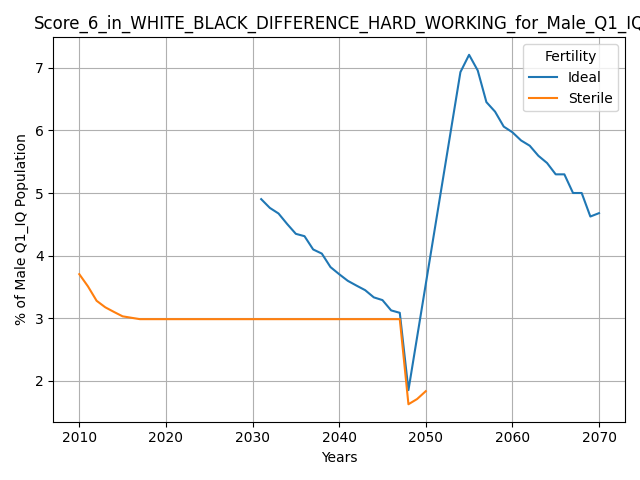 Score_6_in_WHITE_BLACK_DIFFERENCE_HARD_WORKING_for_Male_Q1_IQ
Fertility
Ideal
Sterile
% of Male Q1_IQ Population
7
6
5
4
3
2
2010 2020 2030 2040 2050 2060 2070
Years